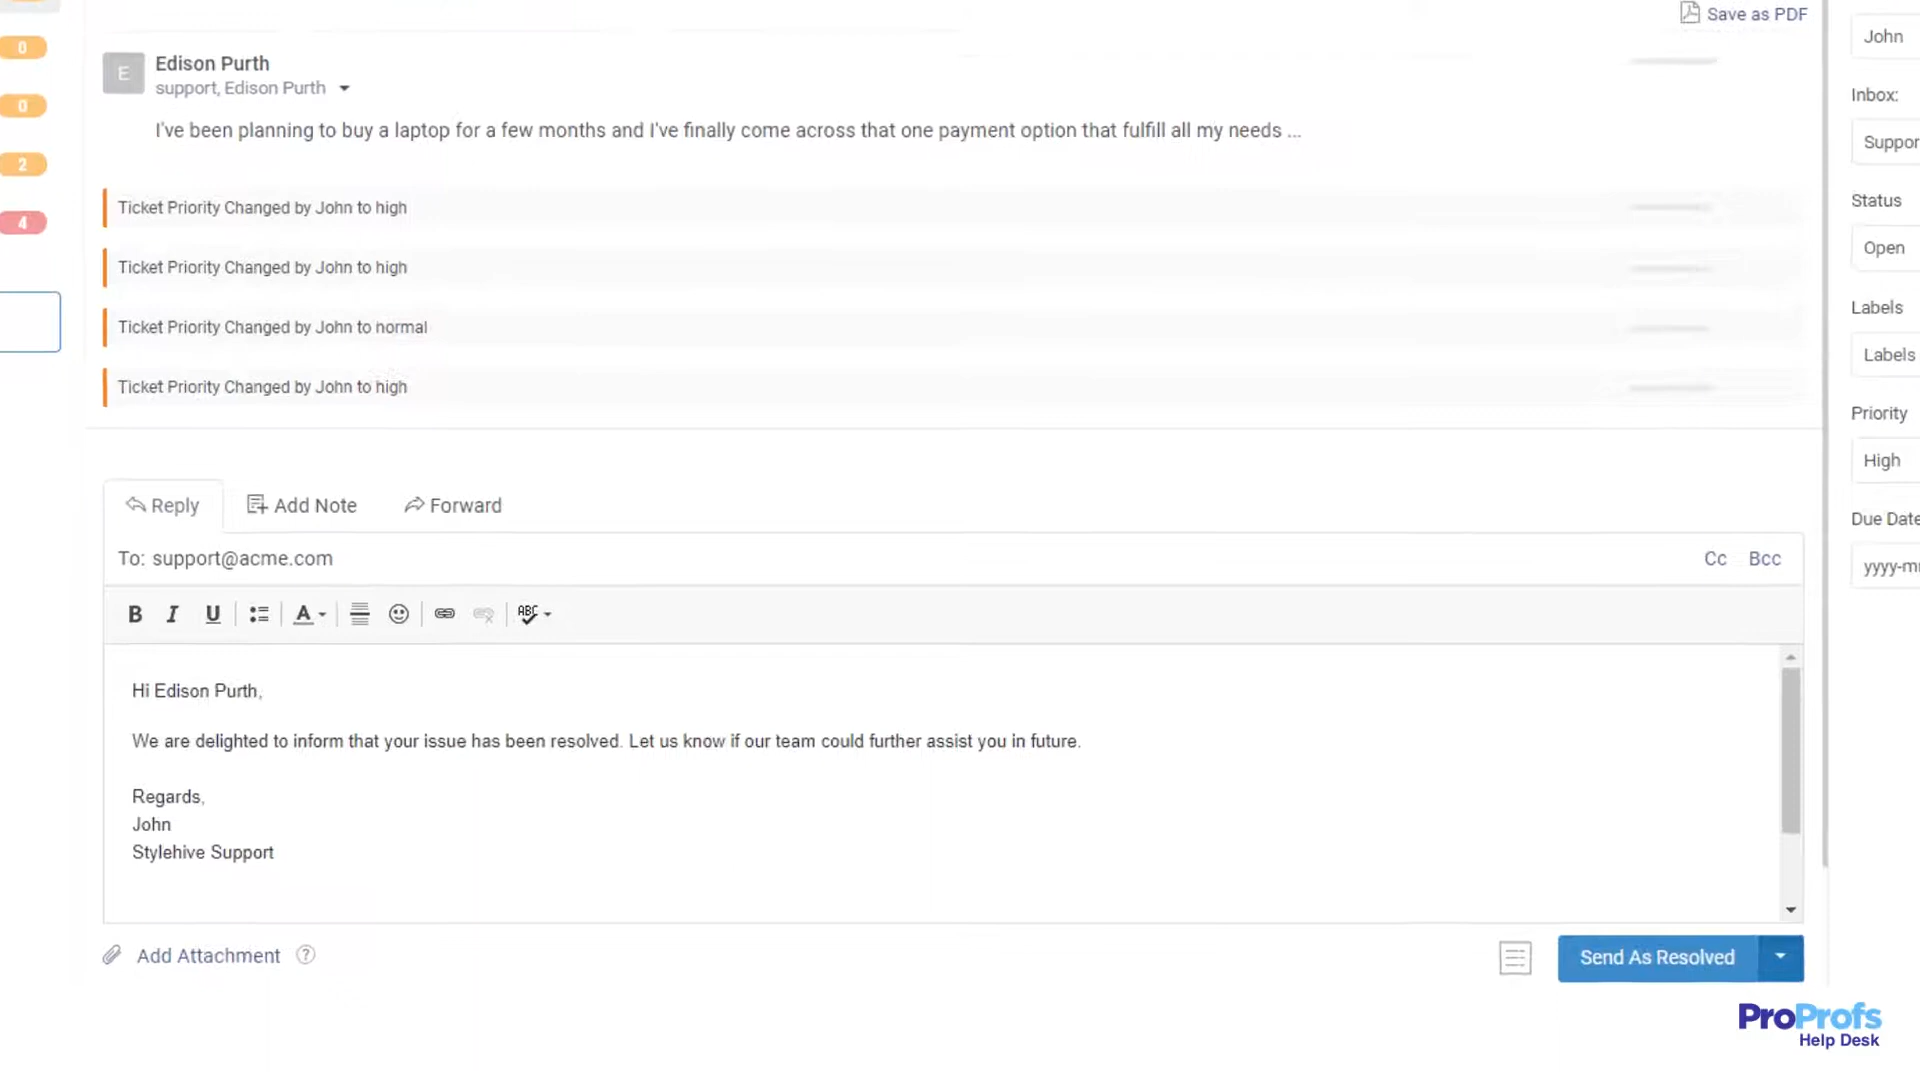 Save as PDF
John
0
E
Edison Purth
support, Edison Purth
Inbox:
0
I've been planning to buy a laptop for a few months and I've finally come across that one payment option that fulfill all my needs ...
Suppor
2
Status
Ticket Priority Changed by John to high
4
Open
Ticket Priority Changed by John to high
Labels
Ticket Priority Changed by John to normal
Labels
Ticket Priority Changed by John to high
Priority
High
Reply
Add Note
Forward
Due Date
To: support@acme.com
Cc
Bcc
yyyy-m
B I U A ABC
Hi Edison Purth,
We are delighted to inform that your issue has been resolved. Let us know if our team could further assist you in future.
Regards,
John
Stylehive Support
Add Attachment ?
Send As Resolved
ProProfs
Help Desk